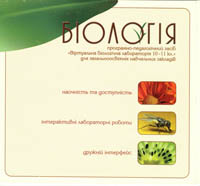 БІОЛОГІЯ
програмно-педагогічний засіб
«Віртуальна біологічна лабораторія 10-11 кл.»
для загальноосвітніх навчальних закладів
наочність та доступність
інтерактивні лабораторні роботи
дружній інтерфейс